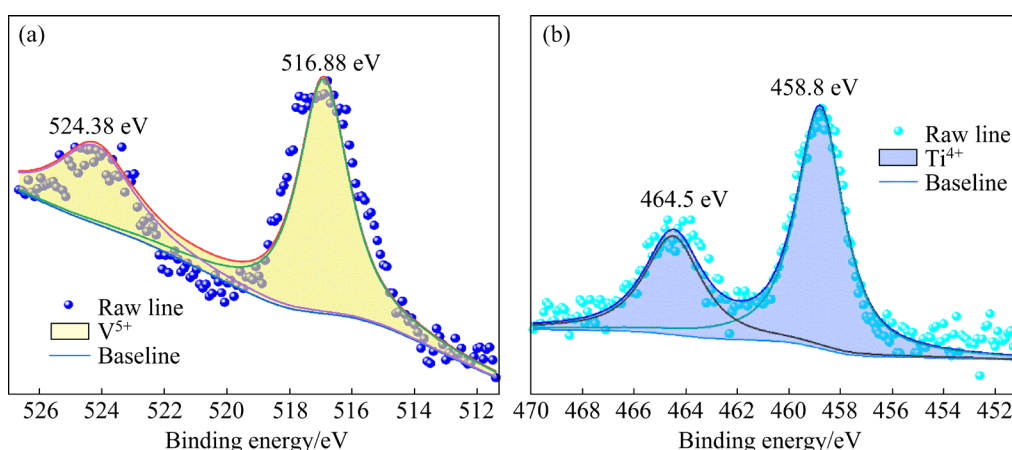 (a)
516.88 eV
524.38 eV
Raw line
V⁵⁺
Baseline
526 524 522 520 519 516 514 512
Binding energy/eV
(b)
458.8 eV
464.5 eV
Raw line
Ti⁴⁺
Baseline
470 468 466 464 462 460 458 456 454 452
Binding energy/eV